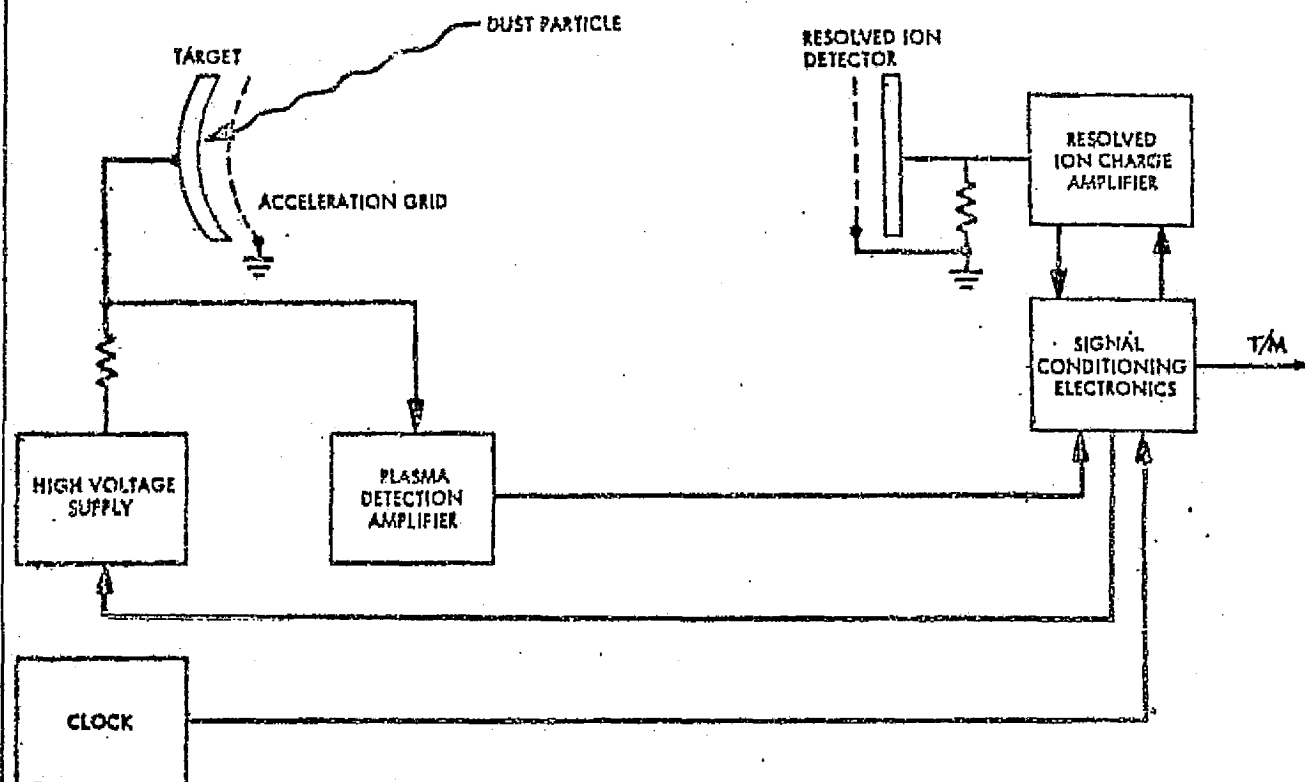 DUST PARTICLE
TARGET
RESOLVED ION
DETECTOR
RESOLVED
ION CHARGE
AMPLIFIER
ACCELERATION GRID
SIGNAL
CONDITIONING
ELECTRONICS
T/M
HIGH VOLTAGE
SUPPLY
PLASMA
DETECTION
AMPLIFIER
CLOCK